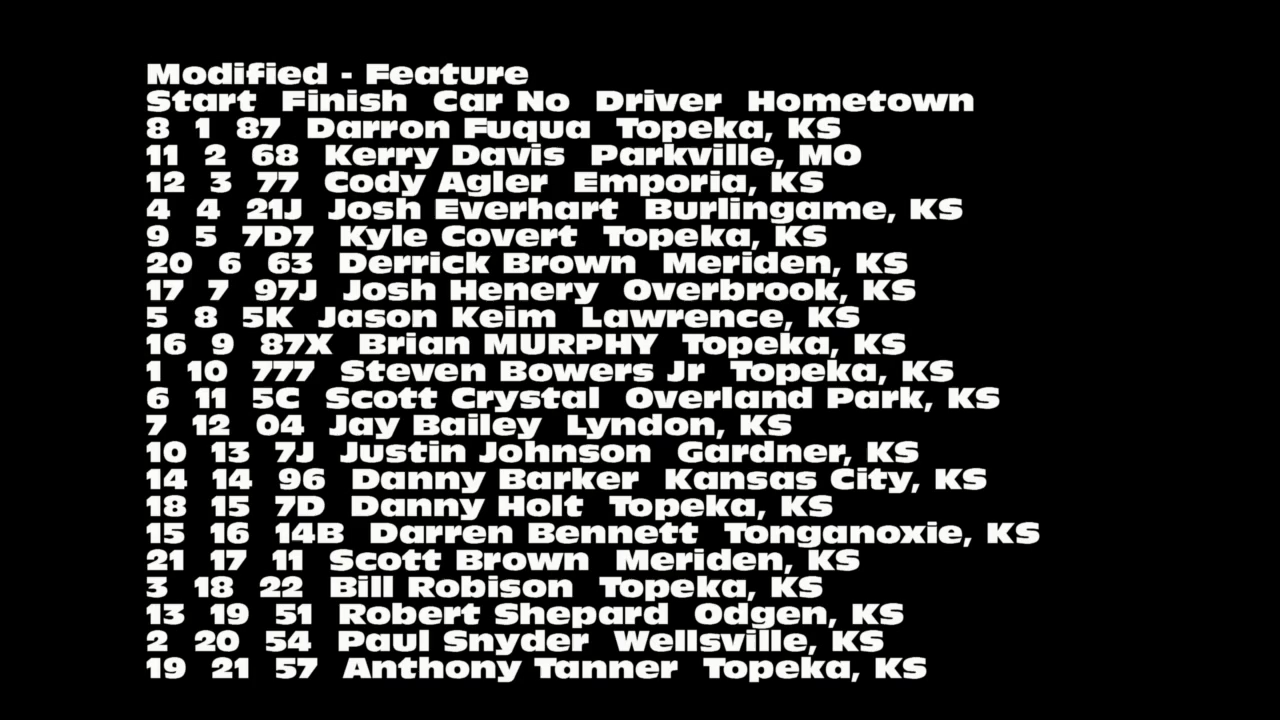 Modified - Feature
Start Finish Car No Driver Hometown
8 1 87 Darron Fuqua Topeka, KS
11 2 68 Kerry Davis Parkville, MO
12 3 77 Cody Agler Emporia, KS
4 4 21J Josh Everhart Burlingame, KS
9 5 7D7 Kyle Covert Topeka, KS
20 6 63 Derrick Brown Meriden, KS
17 7 97J Josh Henery Overbrook, KS
5 8 5K Jason Keim Lawrence, KS
16 9 87X Brian MURPHY Topeka, KS
1 10 777 Steven Bowers Jr Topeka, KS
6 11 5C Scott Crystal Overland Park, KS
7 12 04 Jay Bailey Lyndon, KS
10 13 7J Justin Johnson Gardner, KS
14 14 96 Danny Barker Kansas City, KS
18 15 7D Danny Holt Topeka, KS
15 16 14B Darren Bennett Tonganoxie, KS
21 17 11 Scott Brown Meriden, KS
3 18 22 Bill Robison Topeka, KS
13 19 51 Robert Shepard Odgen, KS
2 20 54 Paul Snyder Wellsville, KS
19 21 57 Anthony Tanner Topeka, KS